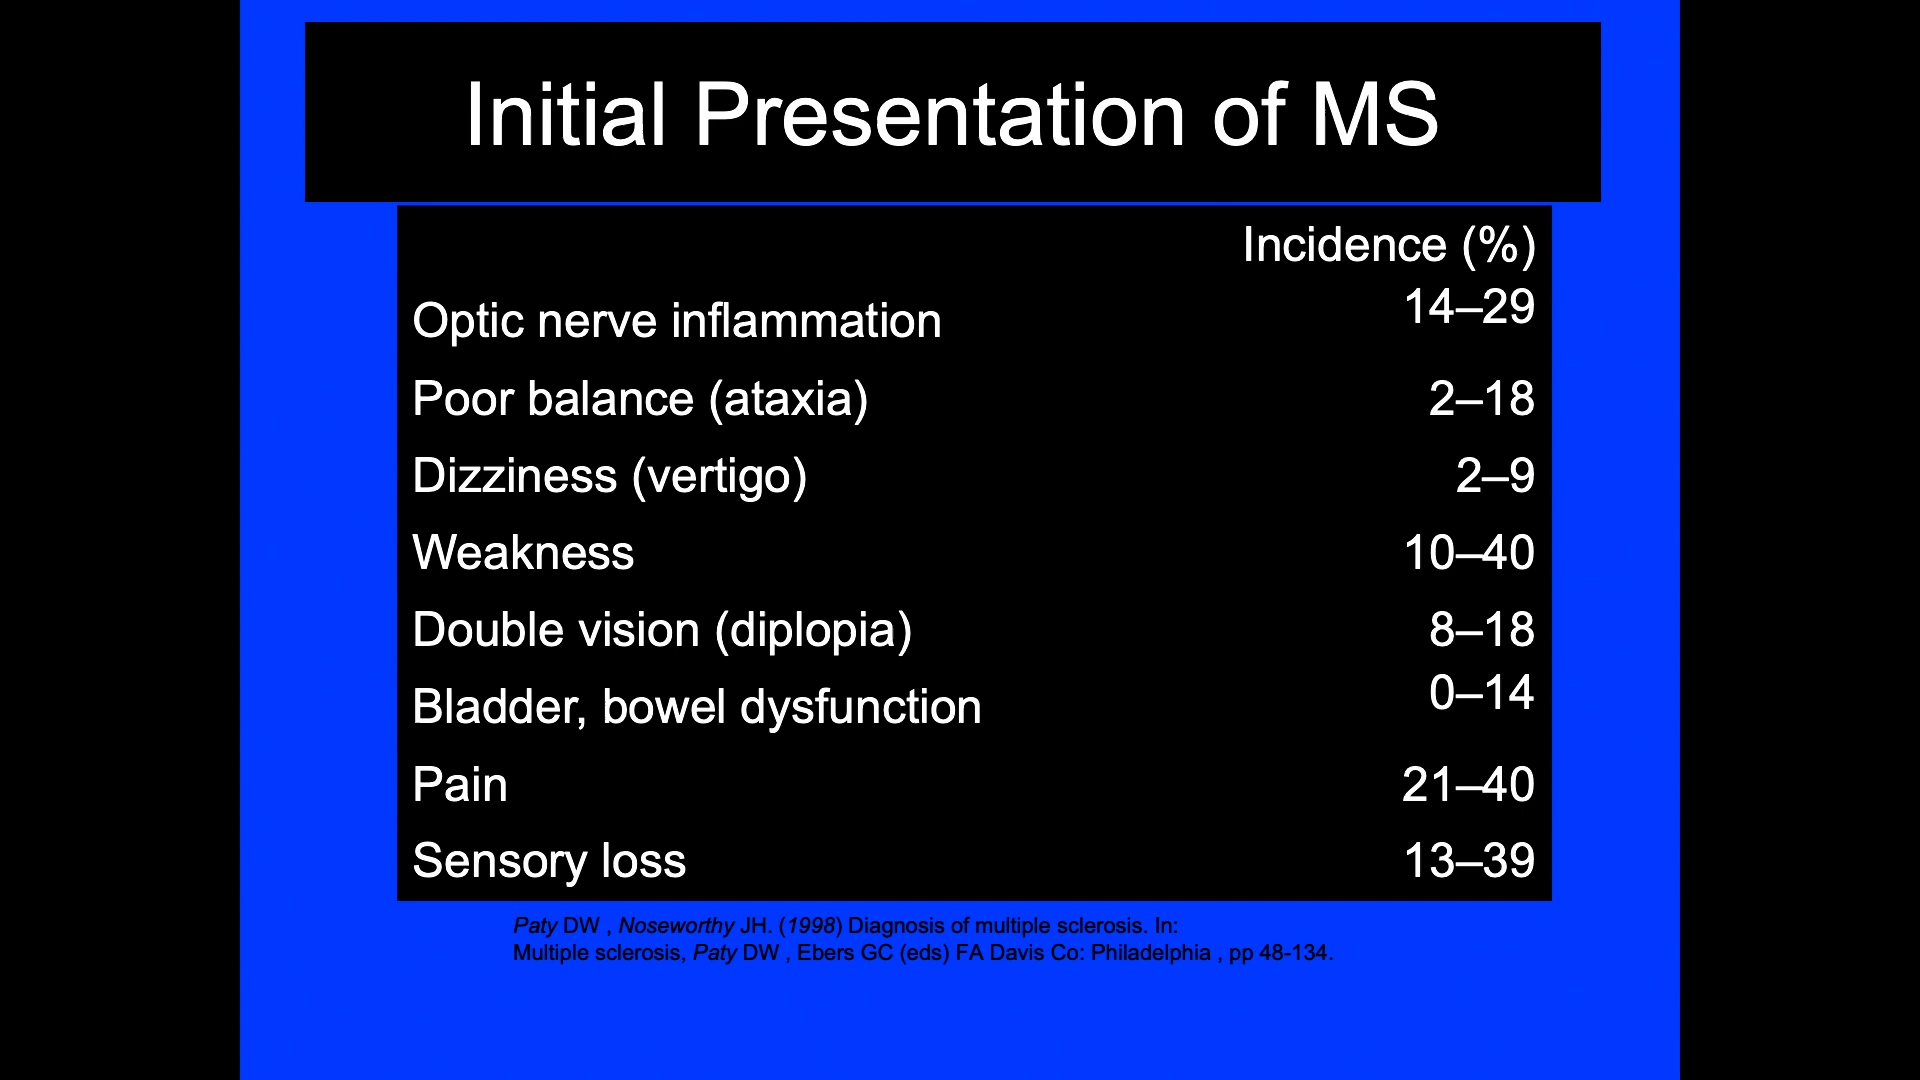 Initial Presentation of MS
Incidence (%)
Optic nerve inflammation 14–29
Poor balance (ataxia) 2–18
Dizziness (vertigo) 2–9
Weakness 10–40
Double vision (diplopia) 8–18
Bladder, bowel dysfunction 0–14
Pain 21–40
Sensory loss 13–39
Paty DW , Noseworthy JH. (1998) Diagnosis of multiple sclerosis. In:
Multiple sclerosis, Paty DW , Ebers GC (eds) FA Davis Co: Philadelphia , pp 48-134.